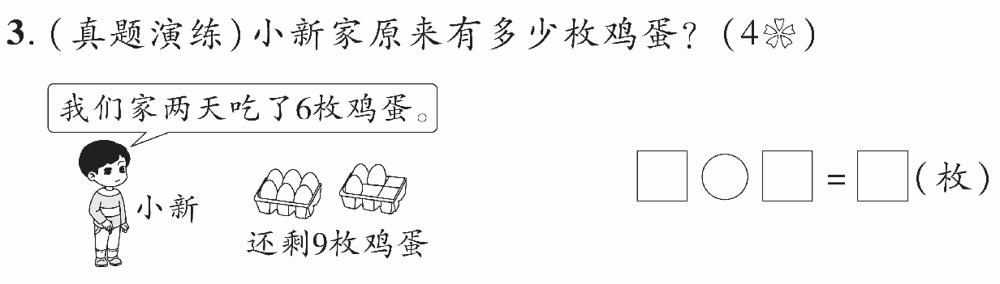 3.(真题演练)小新家原来有多少枚鸡蛋?(4❀)
我们家两天吃了6枚鸡蛋。
小新
还剩9枚鸡蛋
□○□=□(枚)